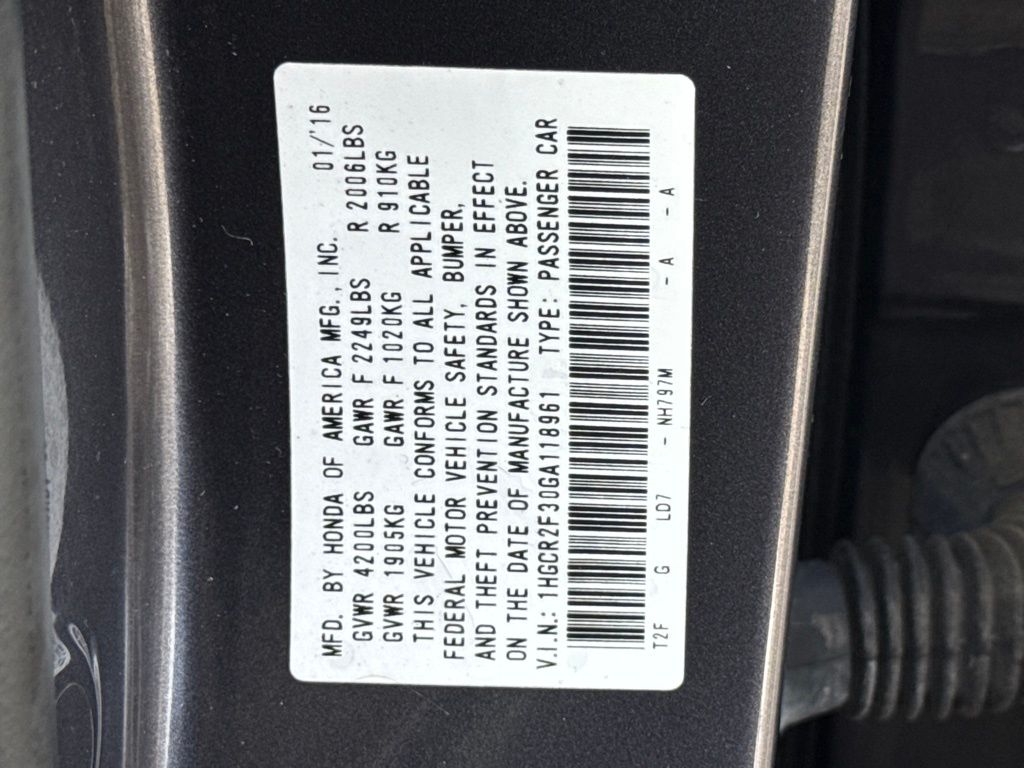 MFD. BY HONDA OF AMERICA MFG., INC. 01/'16
GVWR 4200LBS GAWR F 2249LBS R 2006LBS
GVWR 1905KG GAWR F 1020KG R 910KG
THIS VEHICLE CONFORMS TO ALL APPLICABLE
FEDERAL MOTOR VEHICLE SAFETY, BUMPER,
AND THEFT PREVENTION STANDARDS IN EFFECT
ON THE DATE OF MANUFACTURE SHOWN ABOVE.
V.I.N.: 1HGCR2F30GA118961 TYPE: PASSENGER CAR
T2F G LD7 - NH797M - A - A